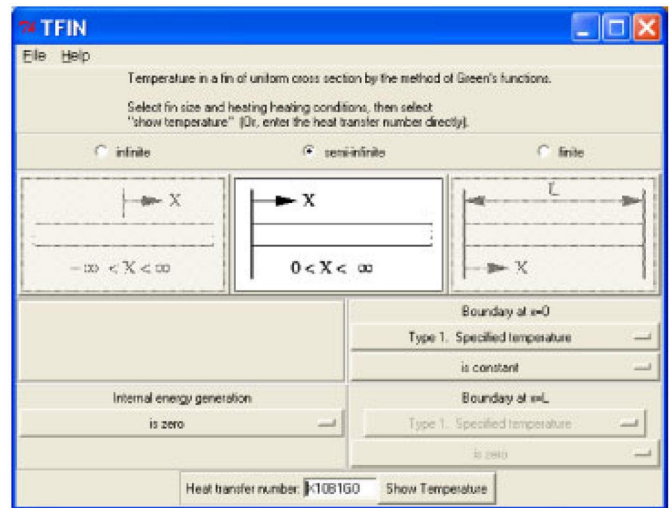 TFIN
File Help
Temperature in a fin of uniform cross section by the method of Green's functions.
Select fin size and heating heating conditions, then select
"show temperature" (Or, enter the heat transfer number directly).
infinite semi-infinite finite
X X L
-∞ < X < ∞ 0 < X < ∞ X
Boundary at x=0
Type 1. Specified temperature
is constant
Internal energy generation Boundary at x=L
is zero Type 1. Specified temperature
is zero
Heat transfer number: X10B1G0 Show Temperature